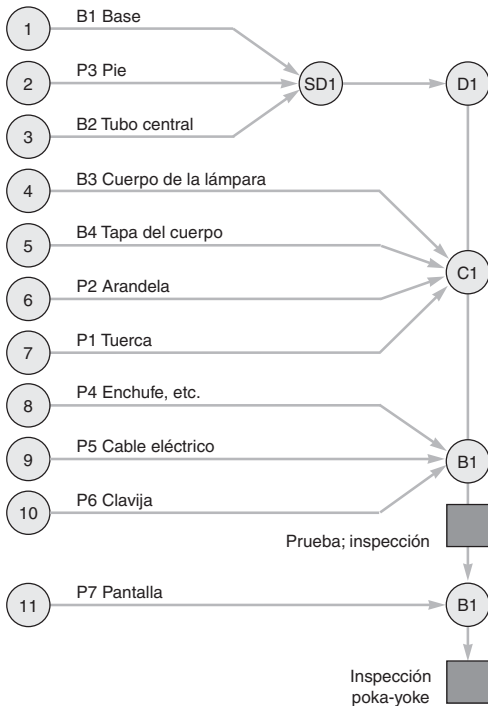 1 B1 Base
2 P3 Pie SD1 D1
3 B2 Tubo central
4 B3 Cuerpo de la lámpara
5 B4 Tapa del cuerpo
C1
6 P2 Arandela
7 P1 Tuerca
8 P4 Enchufe, etc.
9 P5 Cable eléctrico B1
10 P6 Clavija
Prueba; inspección
11 P7 Pantalla B1
Inspección
poka-yoke